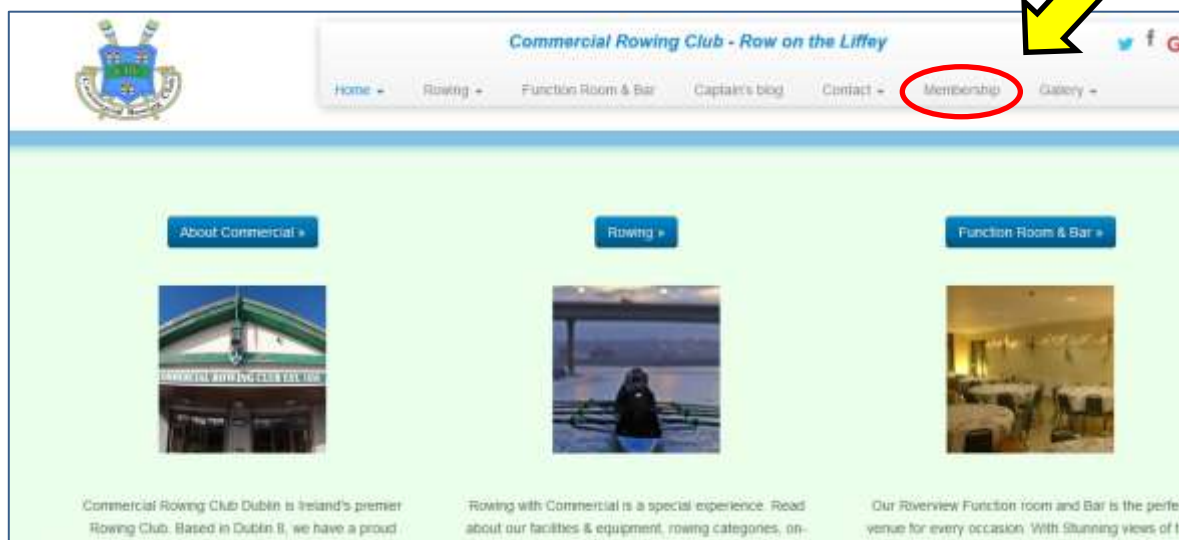 Commercial Rowing Club - Row on the Liffey
f G
Home Rowing Function Room & Bar Captain's blog Contact Membership Gallery
About Commercial »
Rowing »
Function Room & Bar »
COMMERCIAL ROWING CLUB EST. 1856
Commercial Rowing Club Dublin is Ireland's premier
Rowing Club. Based in Dublin 8, we have a proud
Rowing with Commercial is a special experience. Read
about our facilities & equipment, rowing categories, on-
Our Riverview Function room and Bar is the perfe
venue for every occasion. With Stunning views of t